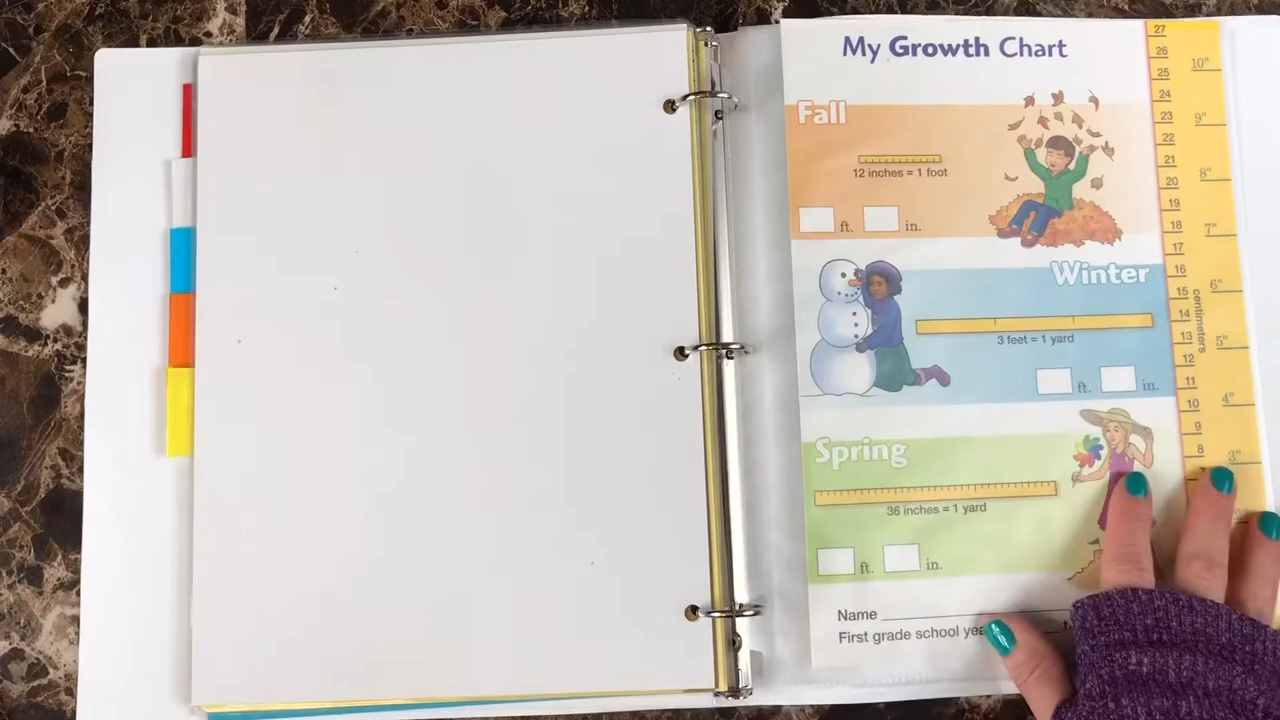 My Growth Chart
Fall
12 inches = 1 foot
ft. in.
Winter
3 feet = 1 yard
ft. in.
Spring
36 inches = 1 yard
ft. in.
Name
First grade school
27
26
25
24
23
22
21
20
19
18
17
16
15
14
13
12
11
10
9
8
centimeters
10"
9"
8"
7"
6"
5"
4"
3"